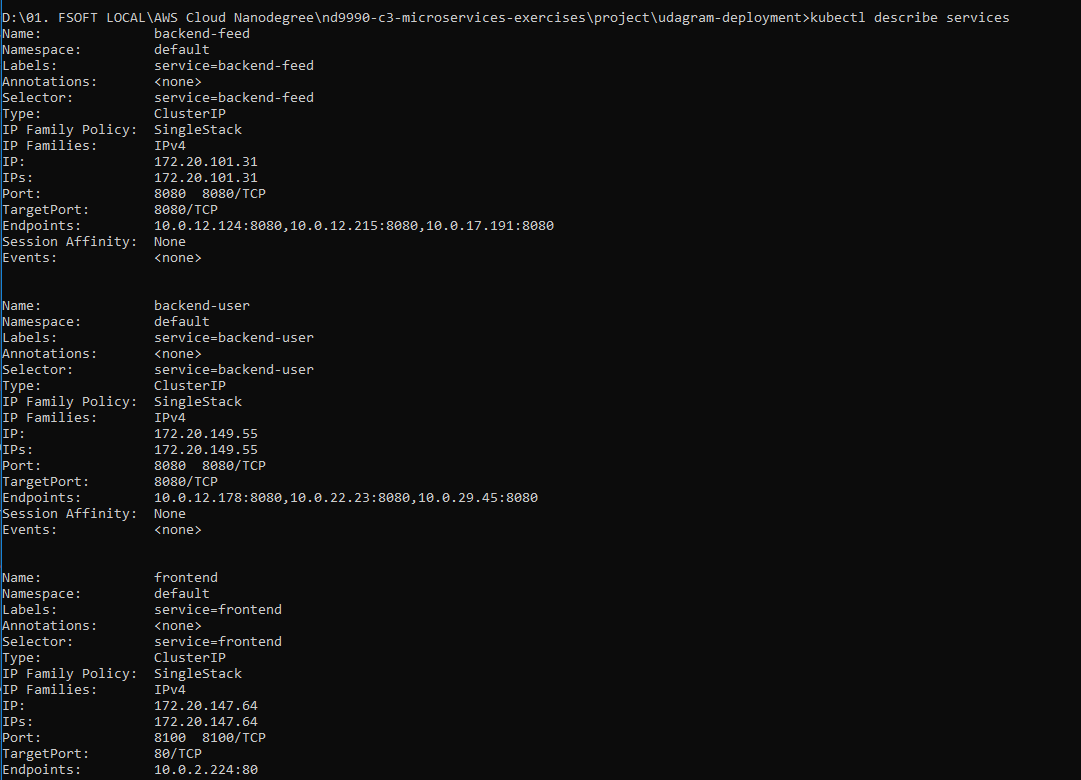 D:\01. FSOFT LOCAL\AWS Cloud Nanodegree\nd9990-c3-microservices-exercises\project\udagram-deployment>kubectl describe services
Name:              backend-feed
Namespace:         default
Labels:            service=backend-feed
Annotations:       <none>
Selector:          service=backend-feed
Type:              ClusterIP
IP Family Policy:  SingleStack
IP Families:       IPv4
IP:                172.20.101.31
IPs:               172.20.101.31
Port:              8080  8080/TCP
TargetPort:        8080/TCP
Endpoints:         10.0.12.124:8080,10.0.12.215:8080,10.0.17.191:8080
Session Affinity:  None
Events:            <none>
Name:              backend-user
Namespace:         default
Labels:            service=backend-user
Annotations:       <none>
Selector:          service=backend-user
Type:              ClusterIP
IP Family Policy:  SingleStack
IP Families:       IPv4
IP:                172.20.149.55
IPs:               172.20.149.55
Port:              8080  8080/TCP
TargetPort:        8080/TCP
Endpoints:         10.0.12.178:8080,10.0.22.23:8080,10.0.29.45:8080
Session Affinity:  None
Events:            <none>
Name:              frontend
Namespace:         default
Labels:            service=frontend
Annotations:       <none>
Selector:          service=frontend
Type:              ClusterIP
IP Family Policy:  SingleStack
IP Families:       IPv4
IP:                172.20.147.64
IPs:               172.20.147.64
Port:              8100  8100/TCP
TargetPort:        80/TCP
Endpoints:         10.0.2.224:80